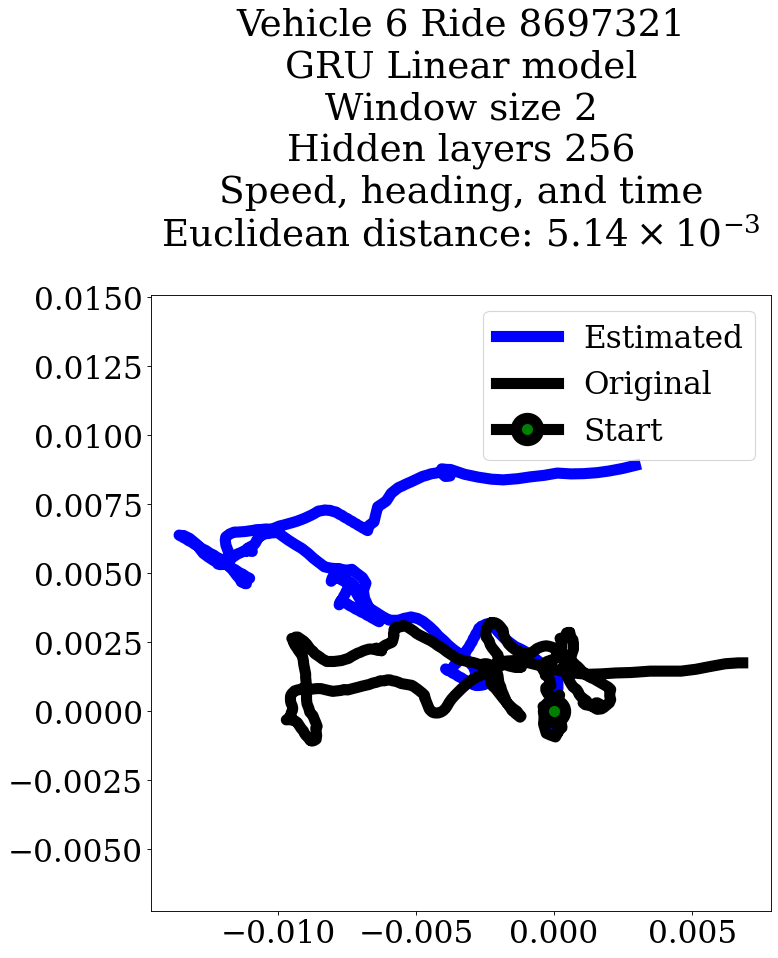 Vehicle 6 Ride 8697321
GRU Linear model
Window size 2
Hidden layers 256
Speed, heading, and time
Euclidean distance: 5.14 × 10⁻³
Estimated
Original
Start
0.0150
0.0125
0.0100
0.0075
0.0050
0.0025
0.0000
−0.0025
−0.0050
−0.010 −0.005 0.000 0.005